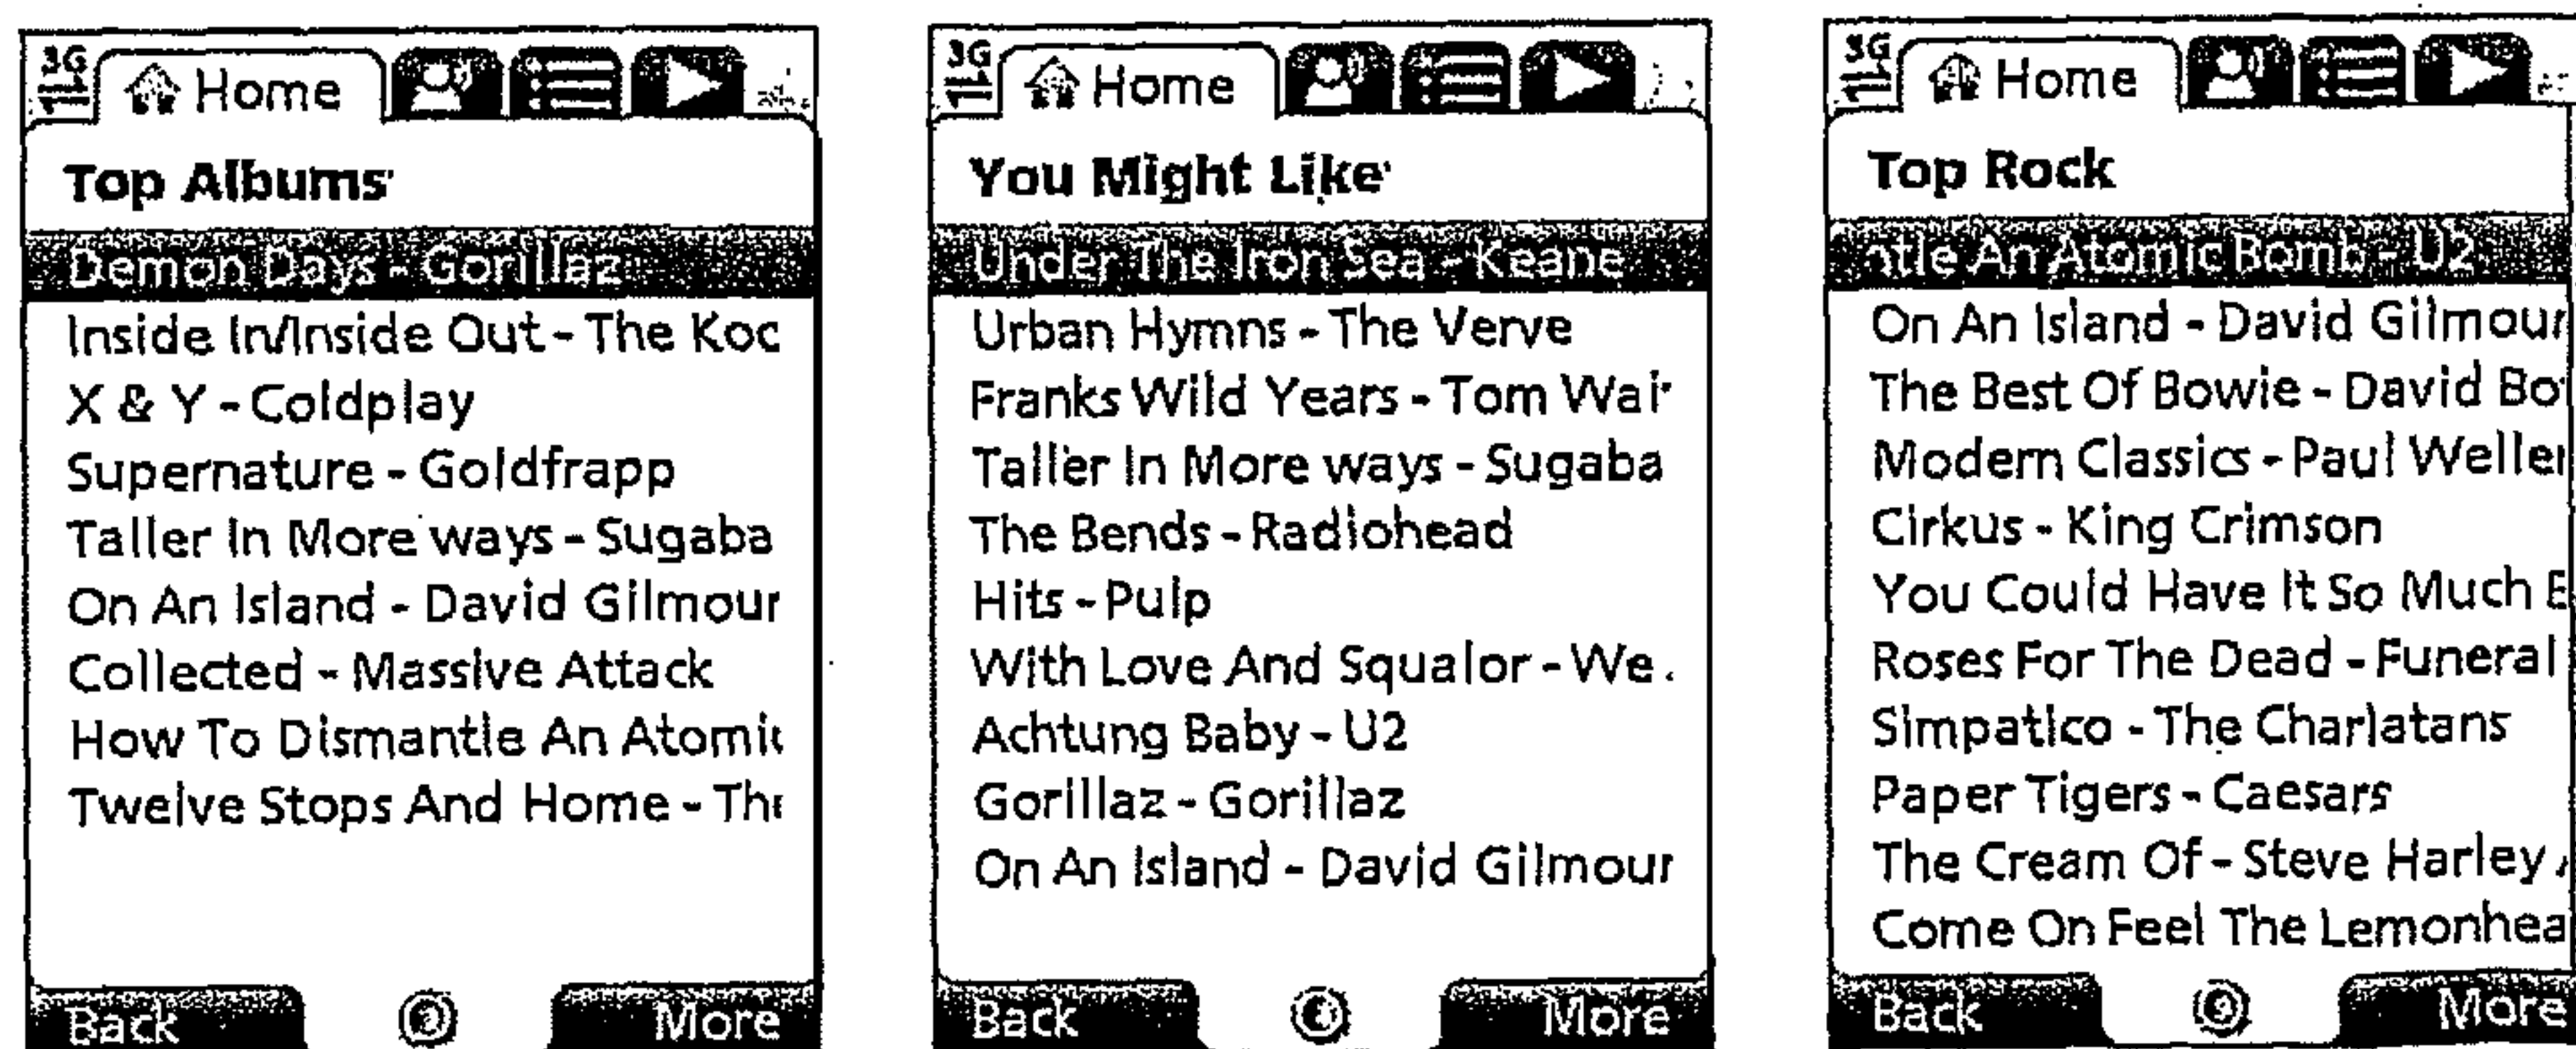 3G Home
Top Albums
Demon Days - Gorillaz
Inside In/Inside Out - The Koo
X & Y - Coldplay
Supernature - Goldfrapp
Taller In More ways - Sugaba
On An Island - David Gilmour
Collected - Massive Attack
How To Dismantle An Atomic
Twelve Stops And Home - The
Back More
3G Home
You Might Like
Under The Iron Sea - Keane
Urban Hymns - The Verve
Franks Wild Years - Tom Wai
Taller In More ways - Sugaba
The Bends - Radiohead
Hits - Pulp
With Love And Squalor - We
Achtung Baby - U2
Gorillaz - Gorillaz
On An Island - David Gilmour
Back More
3G Home
Top Rock
ntle An Atomic Bomb - U2
On An Island - David Gilmour
The Best Of Bowie - David Bo
Modern Classics - Paul Weller
Cirkus - King Crimson
You Could Have It So Much B
Roses For The Dead - Funeral
Simpatico - The Charlatans
Paper Tigers - Caesars
The Cream Of - Steve Harley
Come On Feel The Lemonhea
Back More